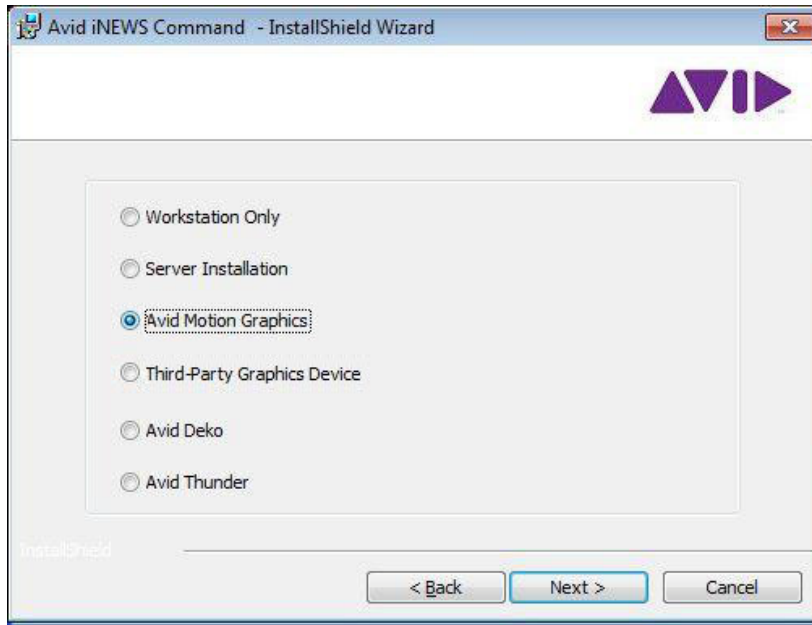 Avid iNEWS Command - InstallShield Wizard
AVID
Workstation Only
Server Installation
Avid Motion Graphics
Third-Party Graphics Device
Avid Deko
Avid Thunder
InstallShield
< Back
Next >
Cancel